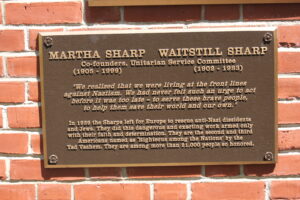 MARTHA SHARP WAITSTILL SHARP
Co-founders, Unitarian Service Committee
(1905 - 1999) (1902 - 1983)
"We realised that we were living at the front lines
against Naziism. We had never felt such an urge to act
before it was too late - to serve these brave people,
to help them save their world and our own."
In 1939 the Sharps left for Europe to rescue anti-Nazi dissidents
and Jews. They did this dangerous and exacting work armed only
with their faith and determination. They are the second and third
Americans named as 'Righteous among the Nations' by the
Yad Vashem. They are among more than 21,000 people so honored.